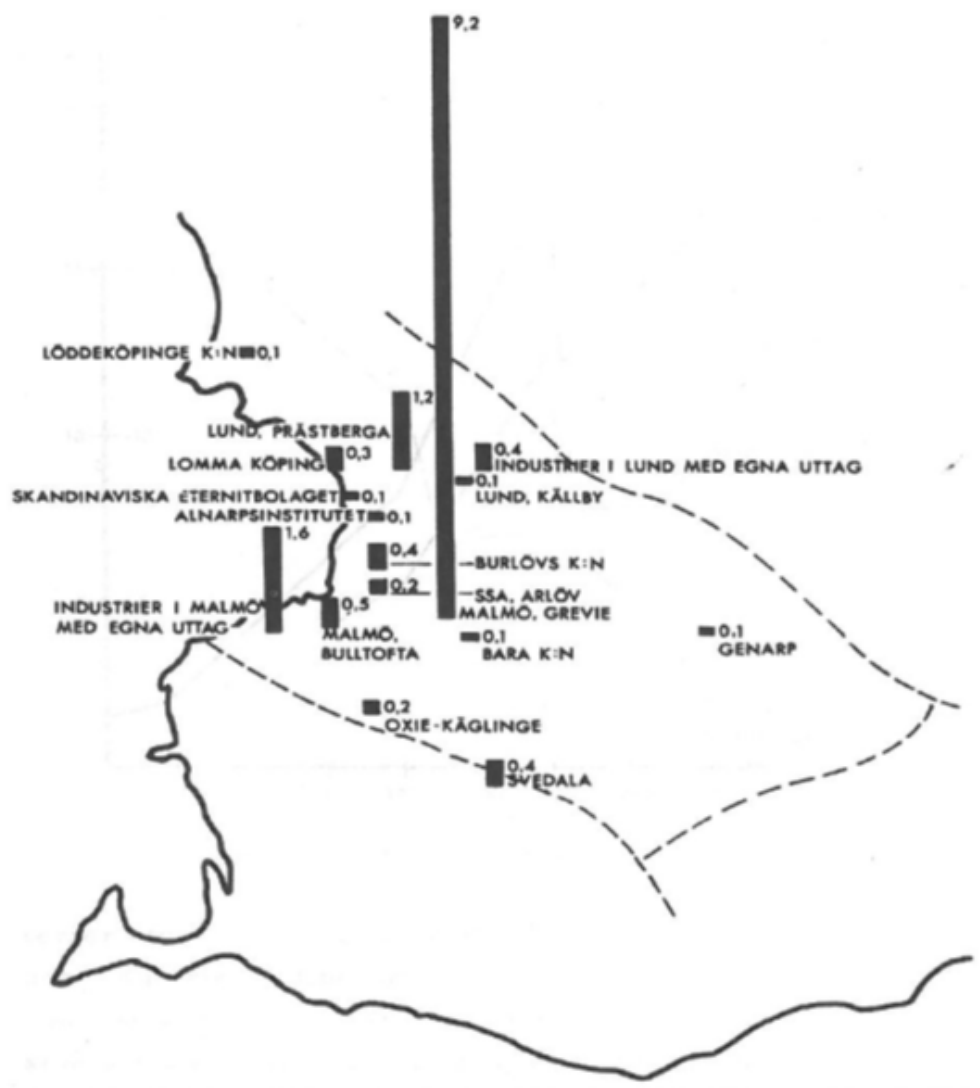 9,2
LÖDDEKÖPINGE K:N 0,1
1,2
LUND, PRÄSTBERGA
0,3
LOMMA KÖPING
0,4
INDUSTRIER I LUND MED EGNA UTTAG
0,1
LUND, KÄLLBY
SKANDINAVISKA ETERNITBOLAGET 0,1
ALNARPSINSTITUTET 0,1
1,6
INDUSTRIER I MALMÖ
MED EGNA UTTAG
0,4
BURLÖVS K:N
0,2
SSA, ARLÖV
MALMÖ, GREVIE
0,5
MALMÖ,
BULLTOFTA
0,1
BARA K:N
0,1
GENARP
0,2
OXIE-KÄGLINGE
0,4
SVEDALA